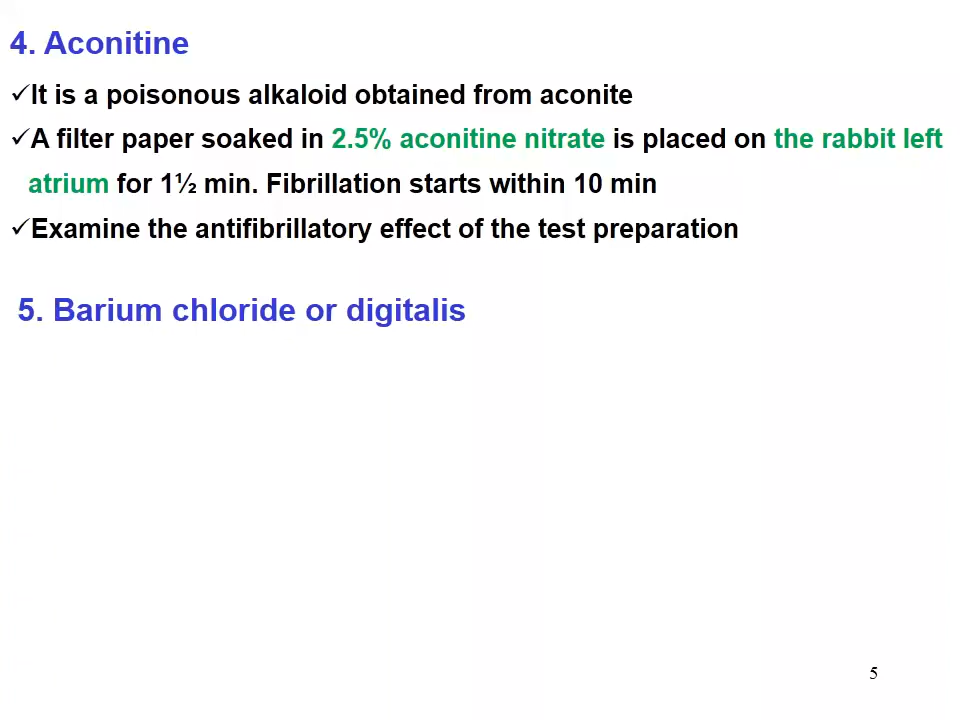 4. Aconitine
✓It is a poisonous alkaloid obtained from aconite
✓A filter paper soaked in 2.5% aconitine nitrate is placed on the rabbit left
atrium for 1½ min. Fibrillation starts within 10 min
✓Examine the antifibrillatory effect of the test preparation
5. Barium chloride or digitalis
5